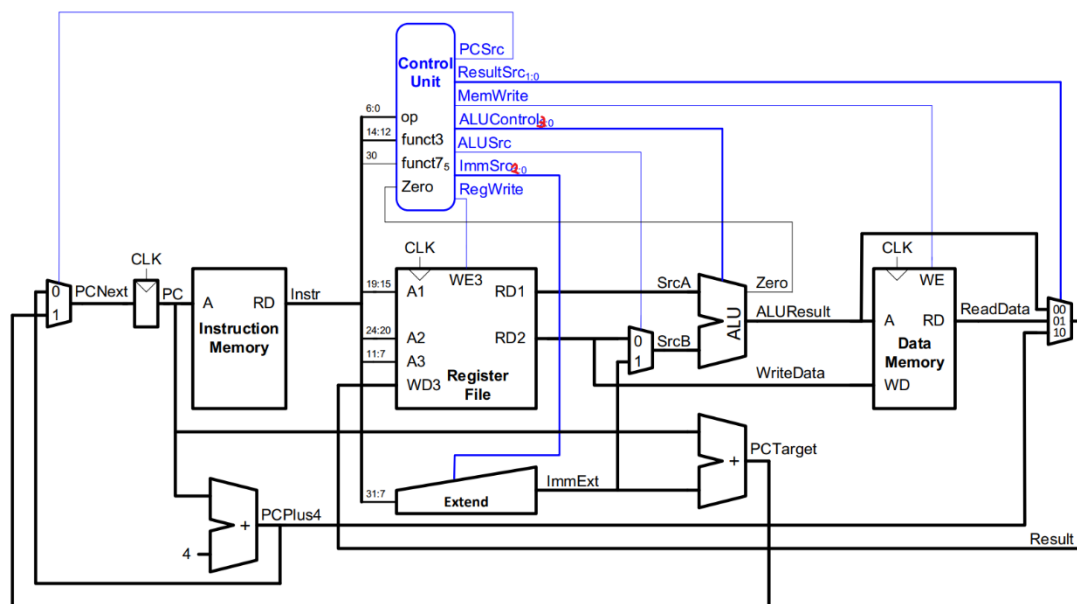 PCSrc
Control
Unit
ResultSrc1:0
MemWrite
6:0
op
ALUControl3:0
14:12
funct3
ALUSrc
30
funct75
ImmSrc2:0
Zero
RegWrite
CLK
CLK
CLK
0
1
PCNext
PC
A
RD
Instruction
Memory
Instr
19:15
A1
WE3
RD1
SrcA
Zero
WE
24:20
A2
RD2
0
1
SrcB
ALU
ALUResult
A
RD
ReadData
00
01
10
11:7
A3
Data
Memory
WD3
Register
File
WriteData
WD
+
PCTarget
31:7
Extend
ImmExt
+
PCPlus4
4
Result